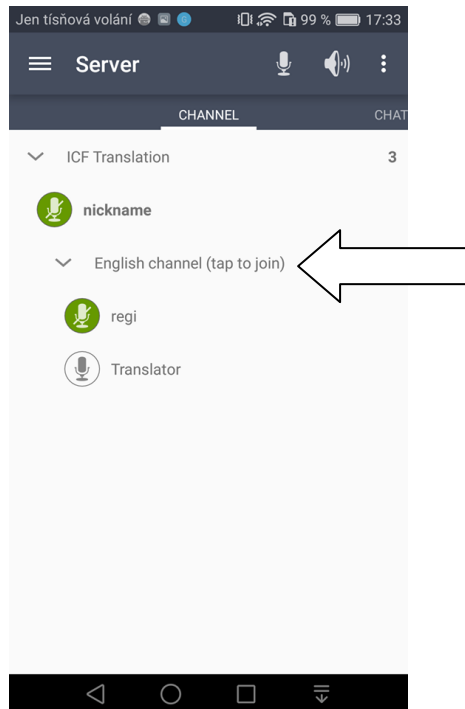 Jen tísňová volání 99 % 17:33
Server
CHANNEL CHAT
ICF Translation 3
nickname
English channel (tap to join)
regi
Translator